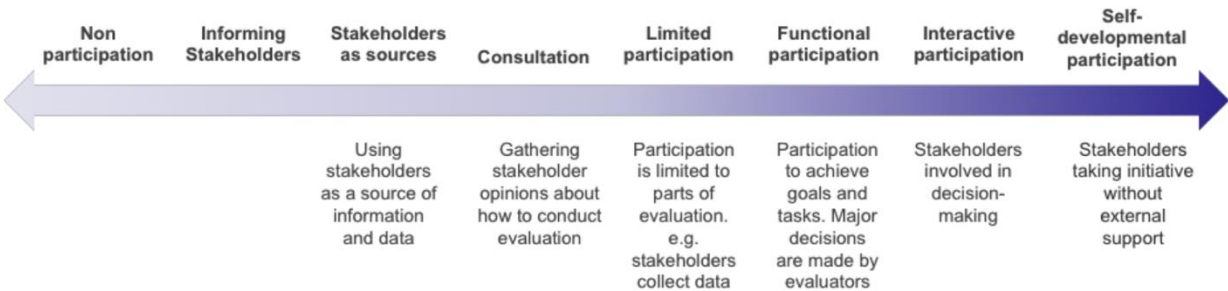 Non
participation
Informing
Stakeholders
Stakeholders
as sources
Consultation
Limited
participation
Functional
participation
Interactive
participation
Self-
developmental
participation
Using
stakeholders
as a source of
information
and data
Gathering
stakeholder
opinions about
how to conduct
evaluation
Participation
is limited to
parts of
evaluation.
e.g.
stakeholders
collect data
Participation
to achieve
goals and
tasks. Major
decisions
are made by
evaluators
Stakeholders
involved in
decision-
making
Stakeholders
taking initiative
without
external
support